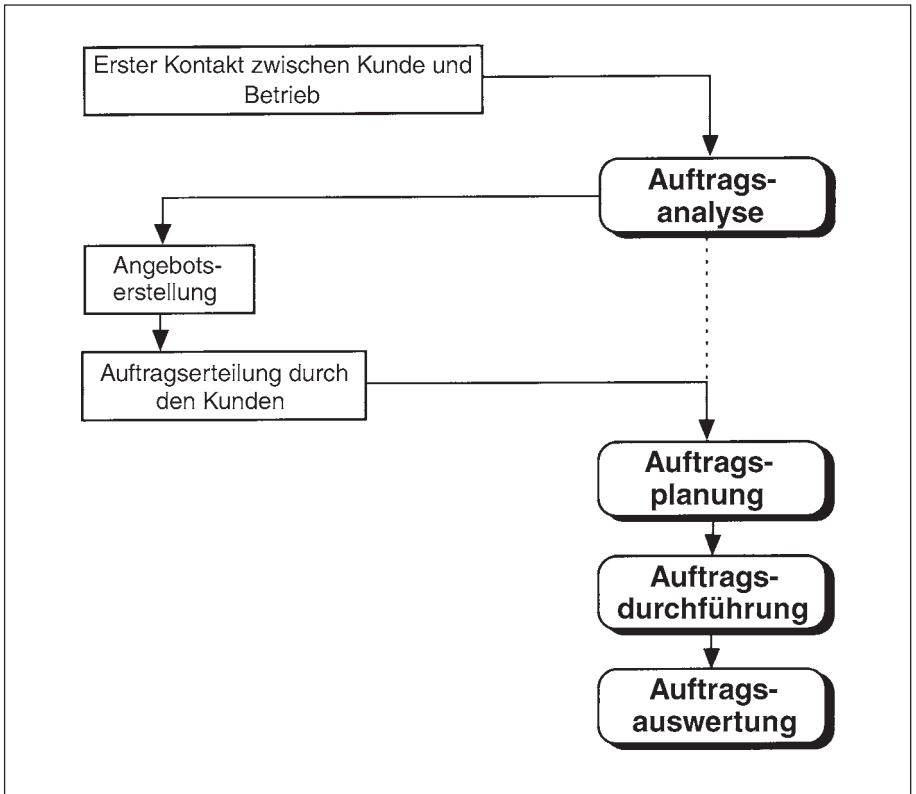 Erster Kontakt zwischen Kunde und
Betrieb
Auftrags-
analyse
Angebots-
erstellung
Auftragserteilung durch
den Kunden
Auftrags-
planung
Auftrags-
durchführung
Auftrags-
auswertung